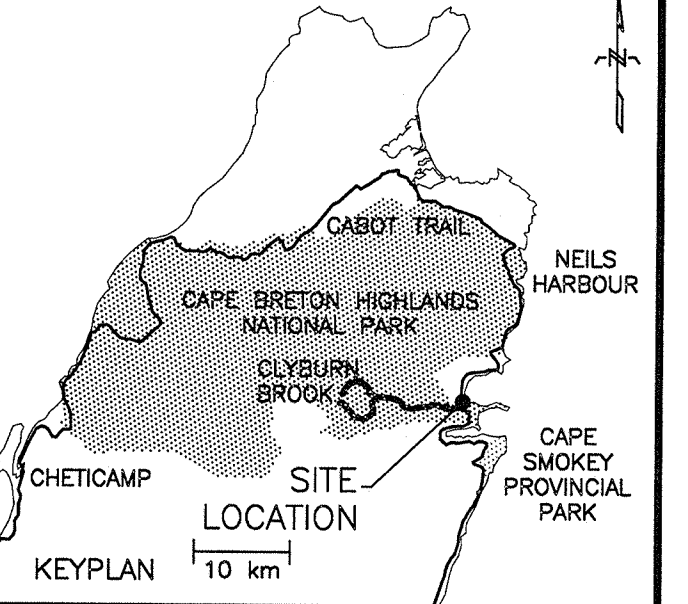 N
CABOT TRAIL
NEILS
HARBOUR
CAPE BRETON HIGHLANDS
NATIONAL PARK
CLYBURN
BROOK
CAPE
SMOKEY
PROVINCIAL
PARK
CHETICAMP
SITE
LOCATION
KEYPLAN
10 km